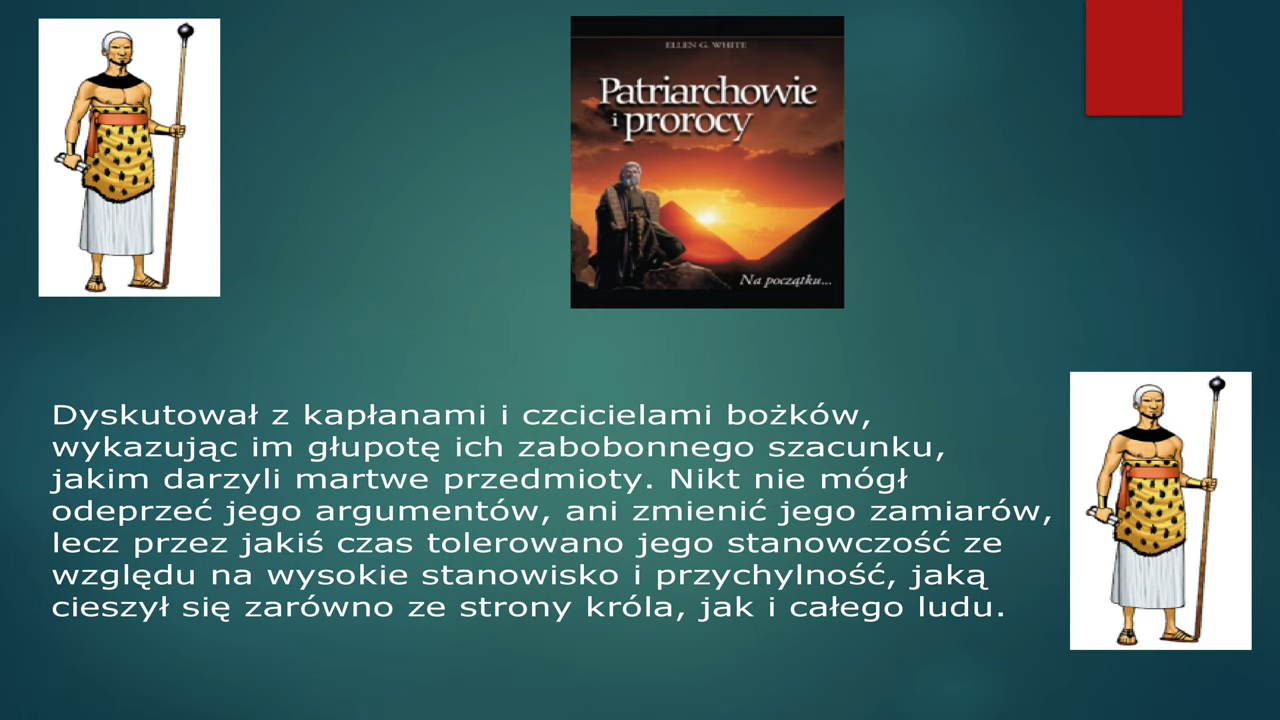 ELLEN G. WHITE
Patriarchowie
i prorocy
Na początku...
Dyskutował z kapłanami i czcicielami bożków,
wykazując im głupotę ich zabobonnego szacunku,
jakim darzyli martwe przedmioty. Nikt nie mógł
odeprzeć jego argumentów, ani zmienić jego zamiarów,
lecz przez jakiś czas tolerowano jego stanowczość ze
względu na wysokie stanowisko i przychylność, jaką
cieszył się zarówno ze strony króla, jak i całego ludu.